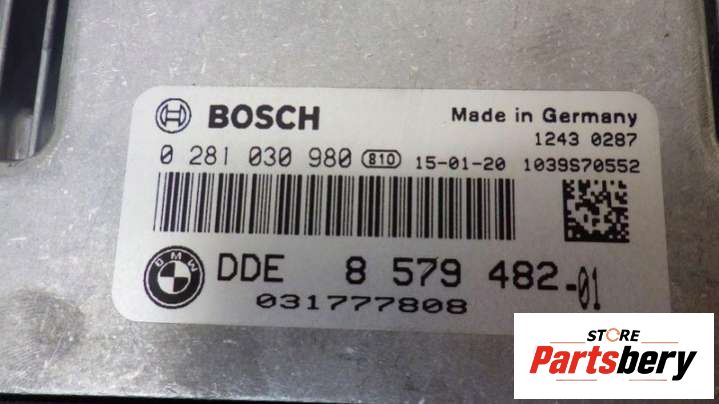 BOSCH
Made in Germany
1243 0287
0 281 030 980 810 15-01-20 1039S70552
BMW
DDE 8 579 482-01
031777808
STORE
Partsbery